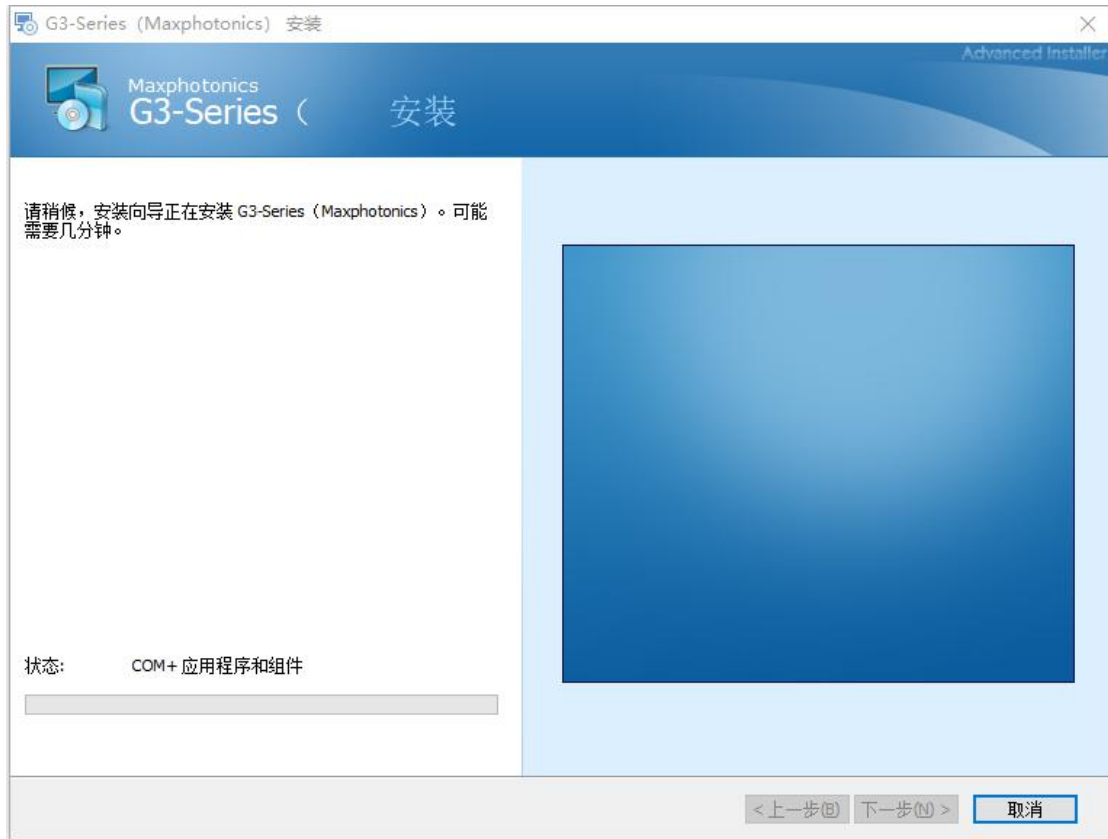 G3-Series (Maxphotonics) 安装
Advanced Installer
Maxphotonics
G3-Series（ 安装
请稍候，安装向导正在安装 G3-Series（Maxphotonics）。可能
需要几分钟。
状态: COM+ 应用程序和组件
<上一步(B) 下一步(N) > 取消